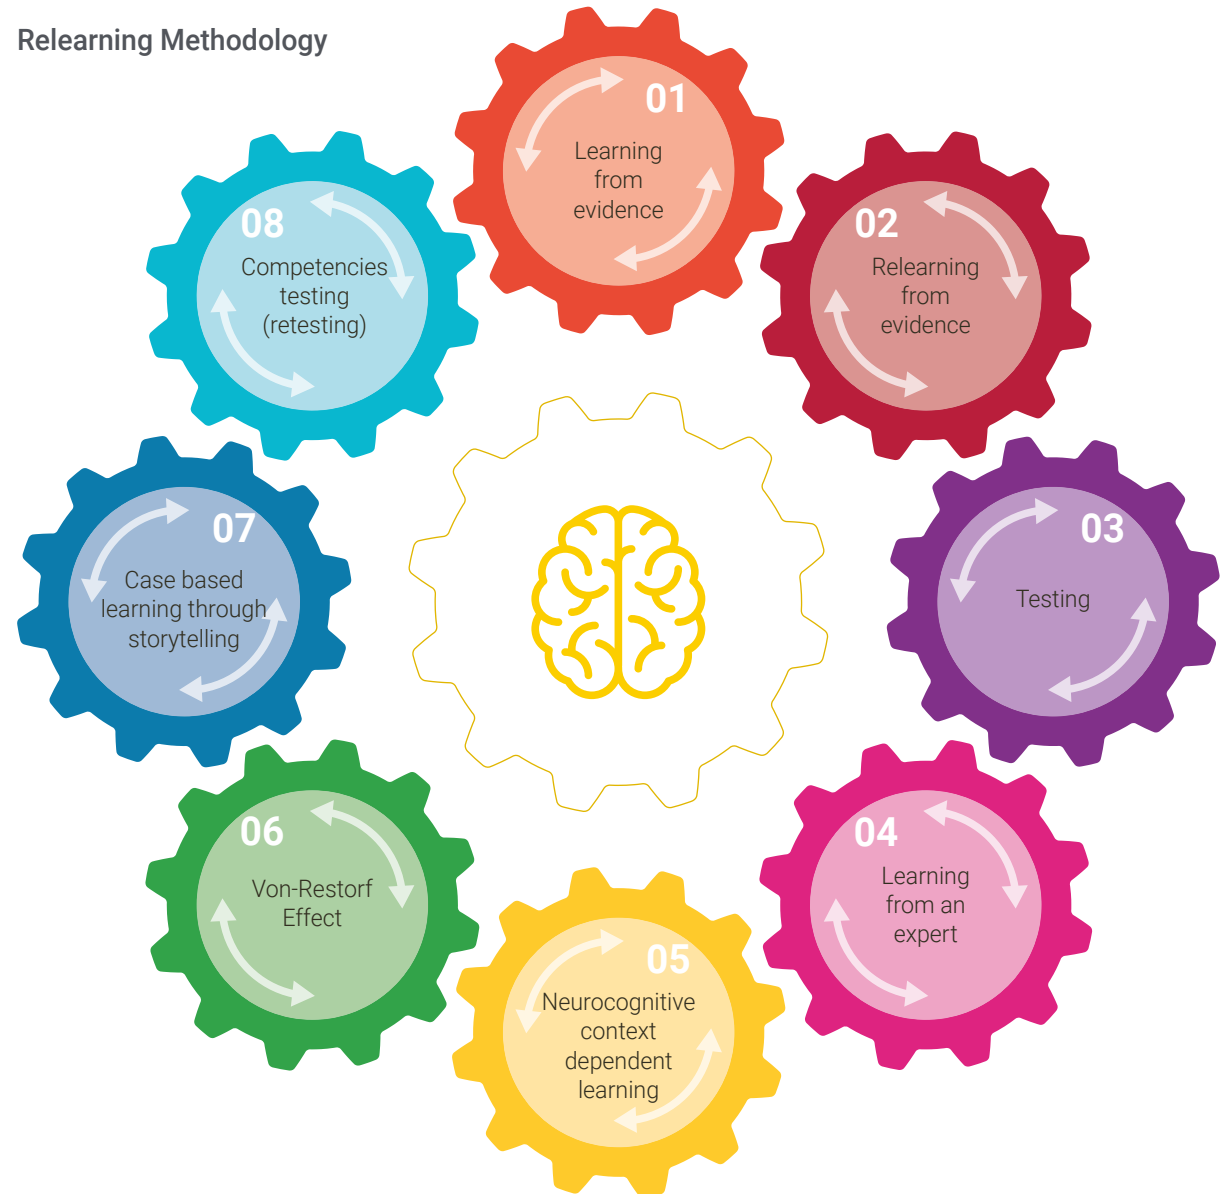 Relearning Methodology
01
Learning
from
evidence
02
Relearning
from
evidence
03
Testing
04
Learning
from an
expert
05
Neurocognitive
context
dependent
learning
06
Von-Restorf
Effect
07
Case based
learning through
storytelling
08
Competencies
testing
(retesting)